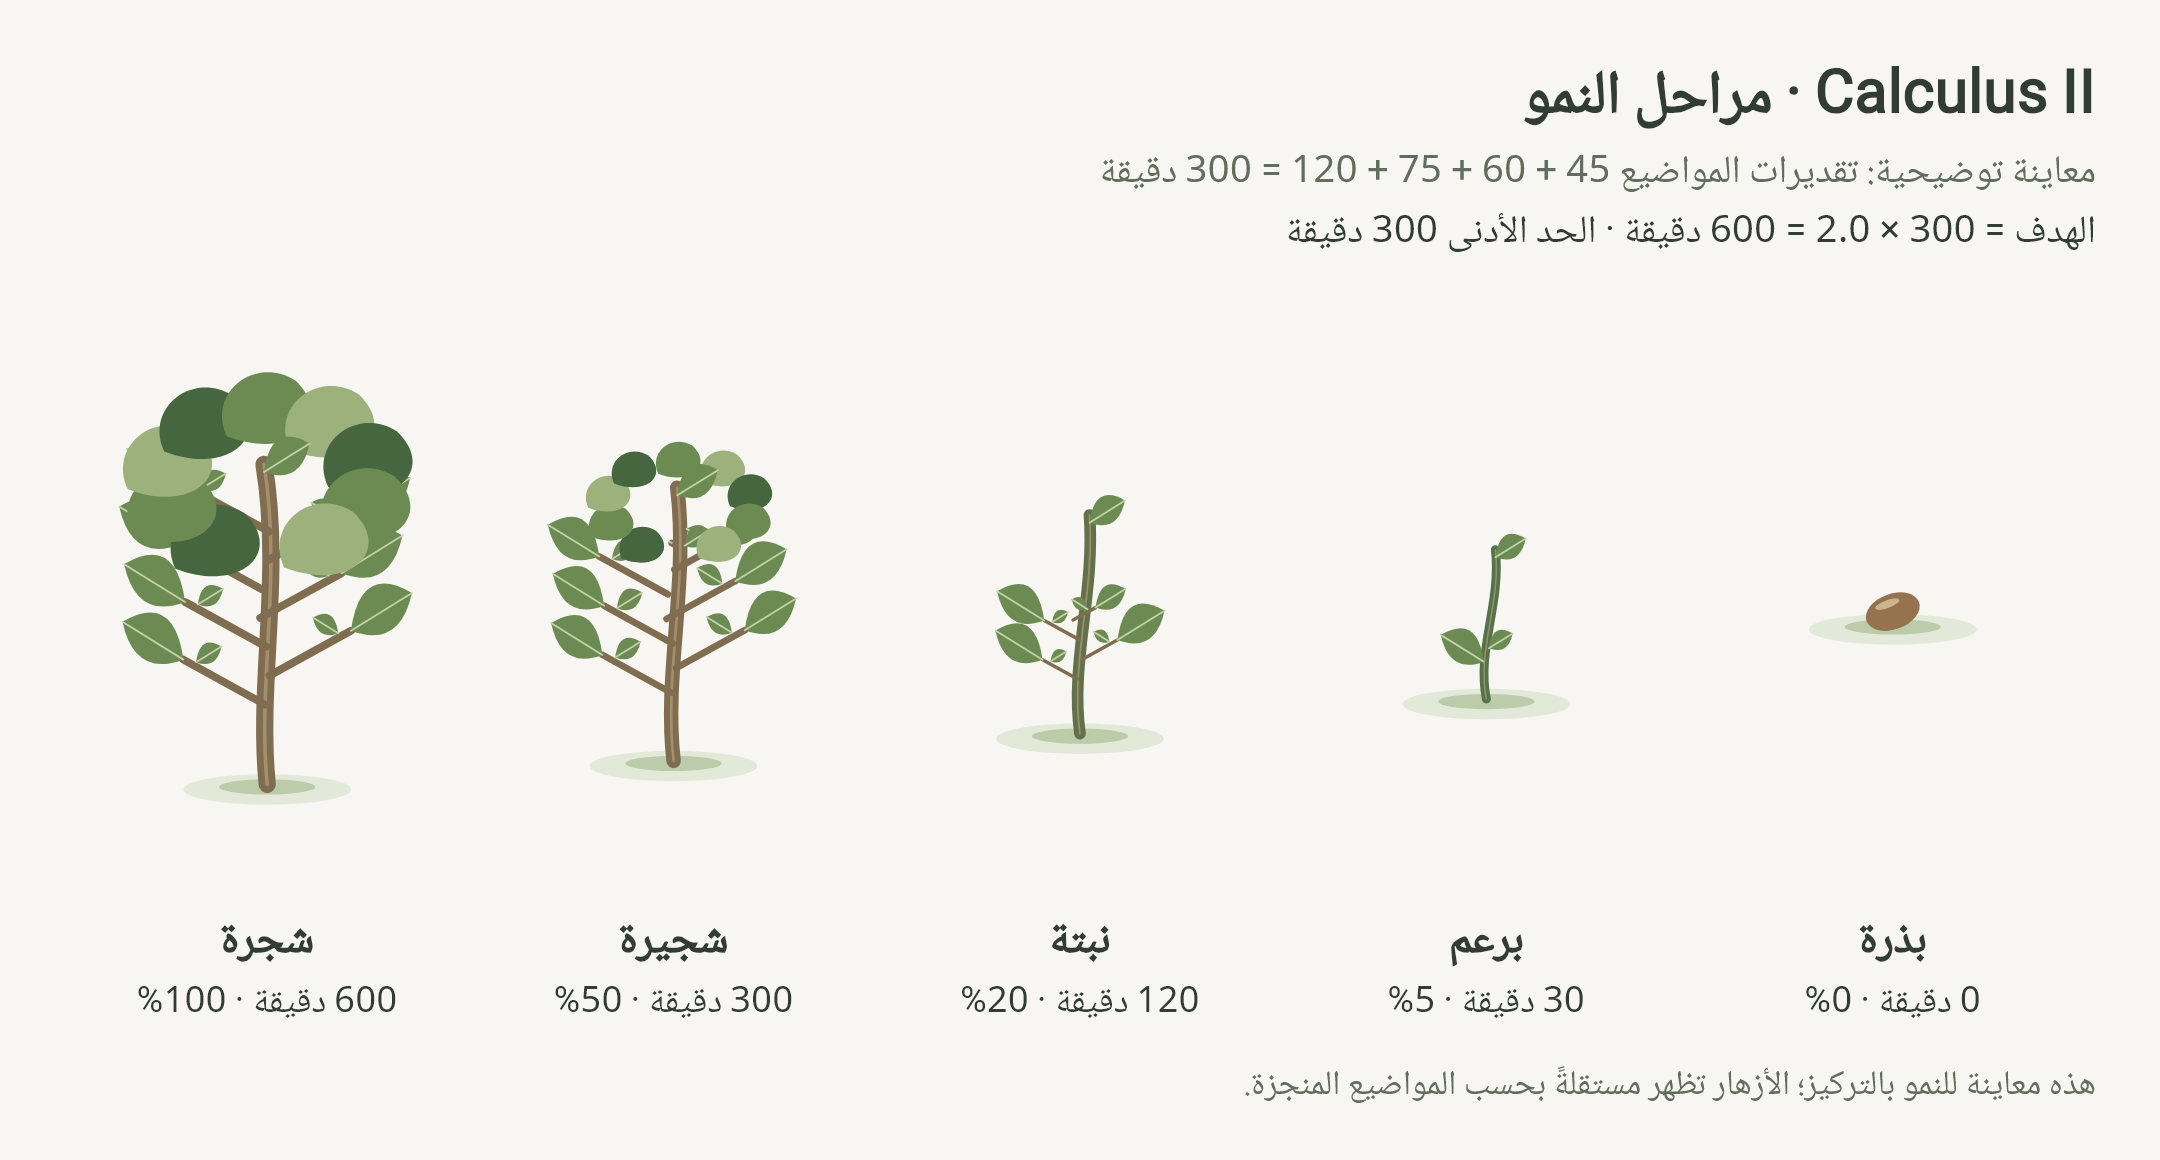 Calculus II · مراحل النمو
معاينة توضيحية: تقديرات المواضيع 45 + 60 + 75 + 120 = 300 دقيقة
الهدف = 300 × 2.0 = 600 دقيقة · الحد الأدنى 300 دقيقة
بذرة
0 دقيقة · 0%
برعم
30 دقيقة · 5%
نبتة
120 دقيقة · 20%
شجيرة
300 دقيقة · 50%
شجرة
600 دقيقة · 100%
هذه معاينة للنمو بالتركيز؛ الأزهار تظهر مستقلةً بحسب المواضيع المنجزة.